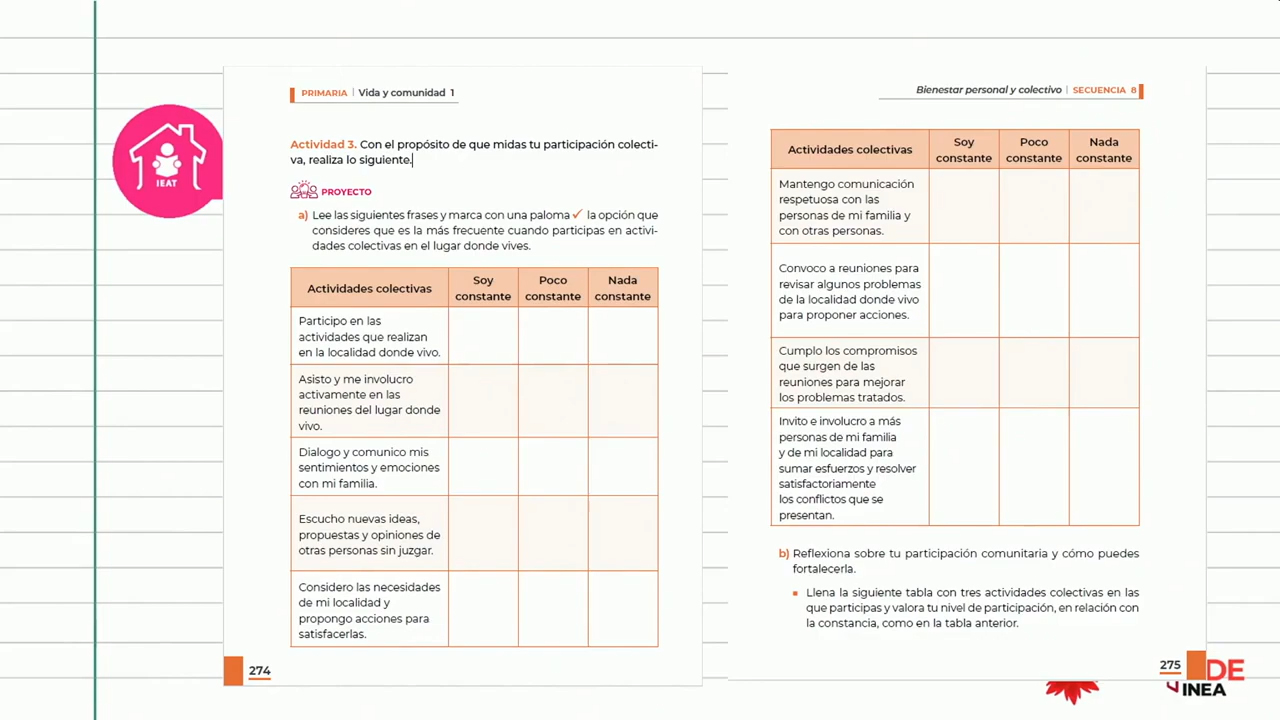 IEAT
PRIMARIA | Vida y comunidad 1
Actividad 3. Con el propósito de que midas tu participación colecti-
va, realiza lo siguiente.
PROYECTO
a) Lee las siguientes frases y marca con una paloma ✓ la opción que
consideres que es la más frecuente cuando participas en activi-
dades colectivas en el lugar donde vives.
Actividades colectivas
Soy
constante
Poco
constante
Nada
constante
Participo en las
actividades que realizan
en la localidad donde vivo.
Asisto y me involucro
activamente en las
reuniones del lugar donde
vivo.
Dialogo y comunico mis
sentimientos y emociones
con mi familia.
Escucho nuevas ideas,
propuestas y opiniones de
otras personas sin juzgar.
Considero las necesidades
de mi localidad y
propongo acciones para
satisfacerlas.
274
Bienestar personal y colectivo | SECUENCIA 8
Actividades colectivas
Soy
constante
Poco
constante
Nada
constante
Mantengo comunicación
respetuosa con las
personas de mi familia y
con otras personas.
Convoco a reuniones para
revisar algunos problemas
de la localidad donde vivo
para proponer acciones.
Cumplo los compromisos
que surgen de las
reuniones para mejorar
los problemas tratados.
Invito e involucro a más
personas de mi familia
y de mi localidad para
sumar esfuerzos y resolver
satisfactoriamente
los conflictos que se
presentan.
b) Reflexiona sobre tu participación comunitaria y cómo puedes
fortalecerla.
▪ Llena la siguiente tabla con tres actividades colectivas en las
que participas y valora tu nivel de participación, en relación con
la constancia, como en la tabla anterior.
275
DE
INEA